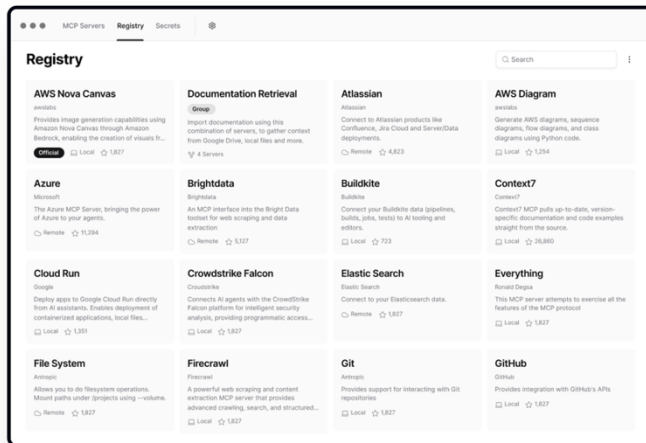 MCP Servers Registry Secrets
Registry
Search
AWS Nova Canvas
awslabs
Provides image generation capabilities using
Amazon Nova Canvas through Amazon
Bedrock, enabling the creation of visuals fr...
Official Local 1,827
Documentation Retrieval
Group
Import documentation using this
combination of servers, to gather context
from Google Drive, local files and more.
4 Servers
Atlassian
Atlassian
Connect to Atlassian products like
Confluence, Jira Cloud and Server/Data
deployments.
Remote 4,823
AWS Diagram
awslabs
Generate AWS diagrams, sequence
diagrams, flow diagrams, and class
diagrams using Python code.
Local 1,254
Azure
Microsoft
The Azure MCP Server, bringing the power
of Azure to your agents.
Remote 11,294
Brightdata
Brightdata
An MCP interface into the Bright Data
toolset for web scraping and data
extraction
Remote 5,127
Buildkite
Buildkite
Connect your Buildkite data (pipelines,
builds, jobs, tests) to AI tooling and
editors.
Local 723
Context7
Context7
Context7 MCP pulls up-to-date, version-
specific documentation and code examples
straight from the source.
Local 26,860
Cloud Run
Google
Deploy apps to Google Cloud Run directly
from AI assistants. Enables deployment of
containerized applications, local files...
Local 1,351
Crowdstrike Falcon
Croudstrike
Connects AI agents with the CrowdStrike
Falcon platform for intelligent security
analysis, providing programmatic access...
Local 1,827
Elastic Search
Elastic Search
Connect to your Elasticsearch data.
Remote 1,827
Everything
Ronald Degsa
This MCP server attempts to exercise all the
features of the MCP protocol
Local 1,827
File System
Antropic
Allows you to do filesystem operations.
Mount paths under /projects using --volume.
Remote 1,827
Firecrawl
Firecrawl
A powerful web scraping and content
extraction MCP server that provides
advanced crawling, search, and structured...
Local 1,827
Git
Antropic
Provides support for interacting with Git
repositories
Local 1,827
GitHub
GitHub
Provides integration with GitHub's APIs
Local 1,827